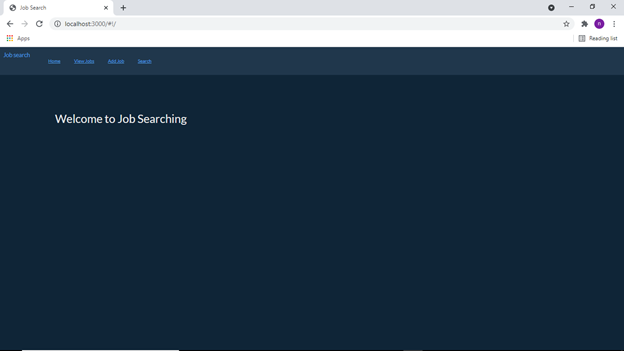 Job Search
localhost:3000/#!/
n
Apps
Reading list
Job search
Home View Jobs Add Job Search
Welcome to Job Searching